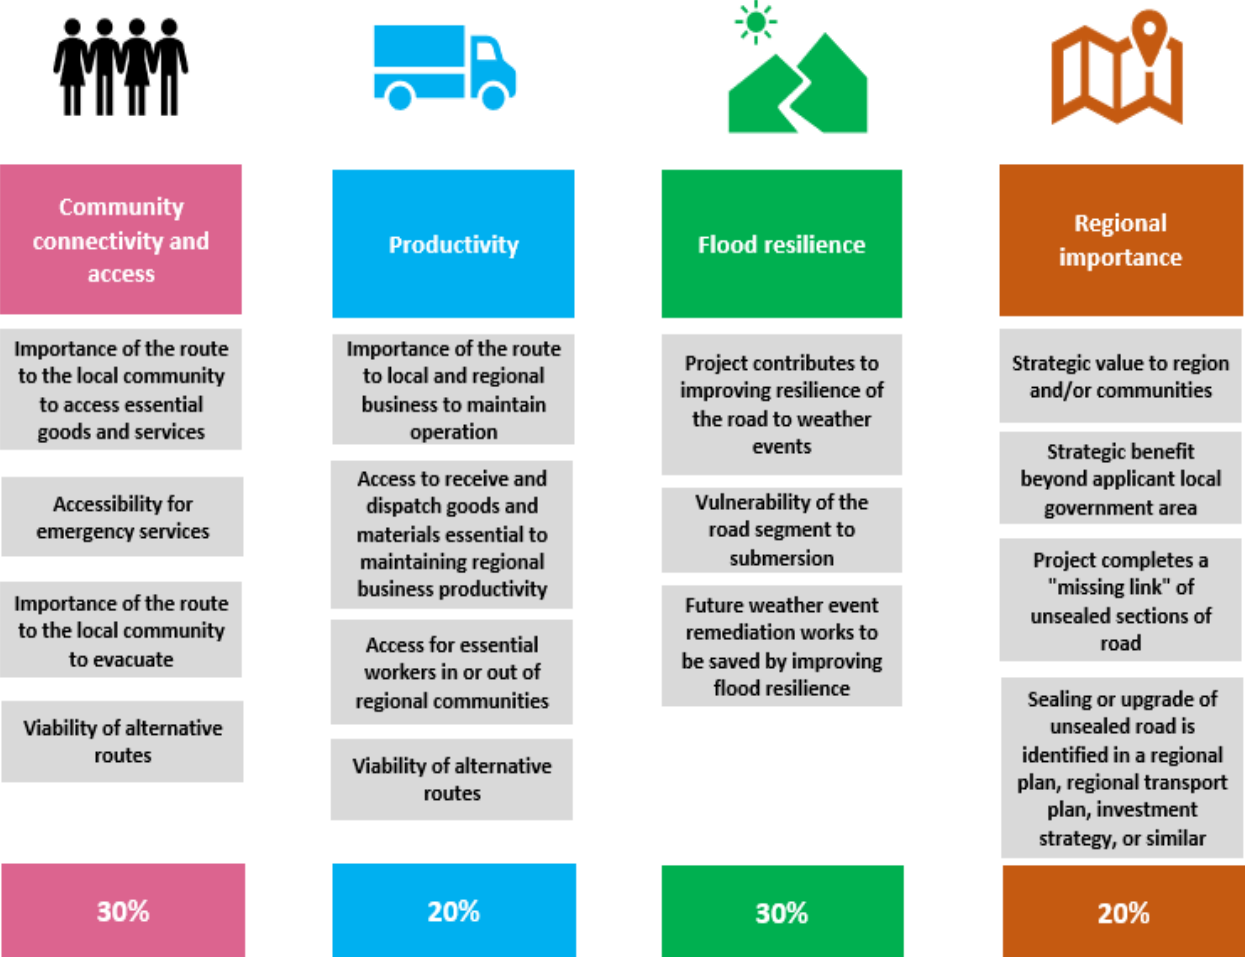 Community
connectivity and
access
Importance of the route
to the local community
to access essential
goods and services
Accessibility for
emergency services
Importance of the route
to the local community
to evacuate
Viability of alternative
routes
30%
Productivity
Importance of the route
to local and regional
business to maintain
operation
Access to receive and
dispatch goods and
materials essential to
maintaining regional
business productivity
Access for essential
workers in or out of
regional communities
Viability of alternative
routes
20%
Flood resilience
Project contributes to
improving resilience of
the road to weather
events
Vulnerability of the
road segment to
submersion
Future weather event
remediation works to
be saved by improving
flood resilience
30%
Regional
importance
Strategic value to region
and/or communities
Strategic benefit
beyond applicant local
government area
Project completes a
"missing link" of
unsealed sections of
road
Sealing or upgrade of
unsealed road is
identified in a regional
plan, regional transport
plan, investment
strategy, or similar
20%